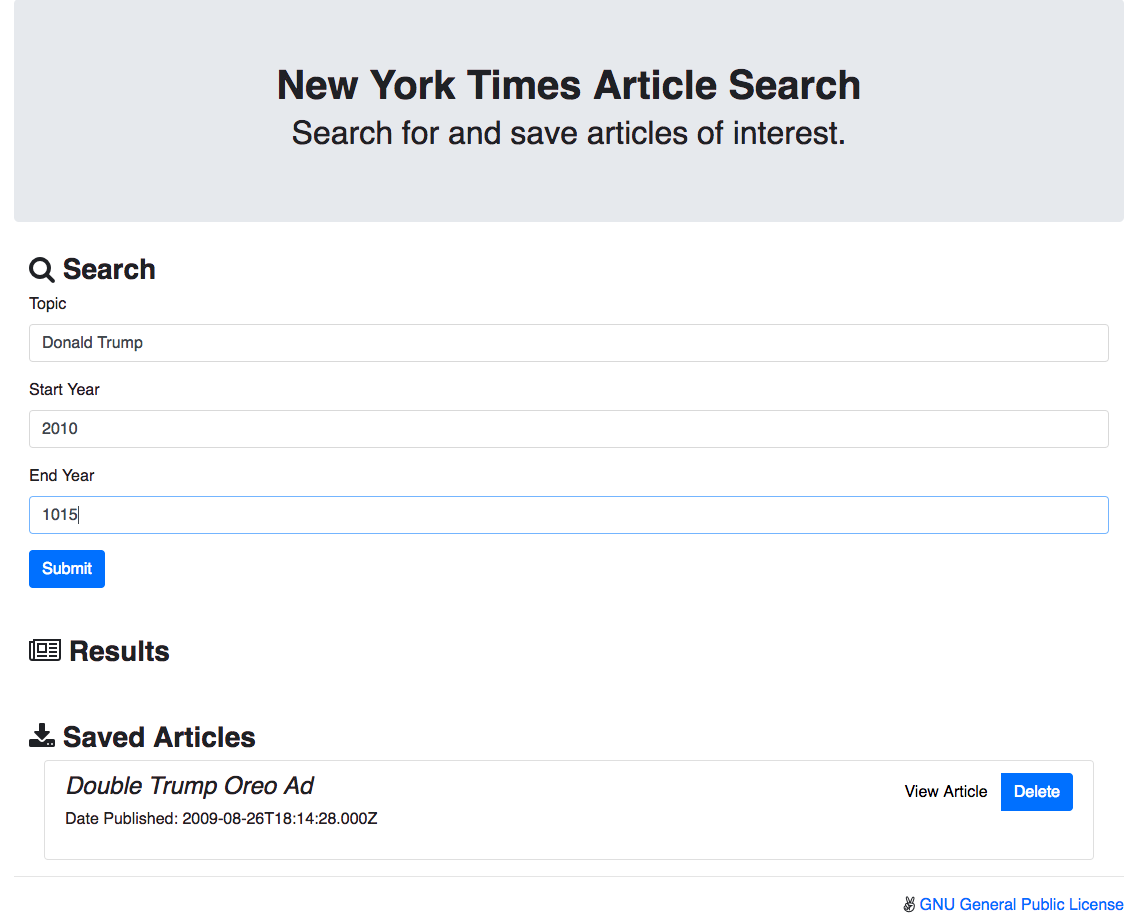 New York Times Article Search
Search for and save articles of interest.
Search
Topic
Donald Trump
Start Year
2010
End Year
1015
Submit
Results
Saved Articles
Double Trump Oreo Ad
View Article
Delete
Date Published: 2009-08-26T18:14:28.000Z
GNU General Public License